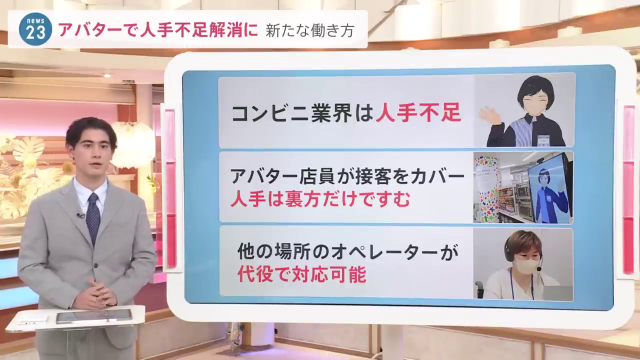 news
23
アバターで人手不足解消に 新たな働き方
コンビニ業界は人手不足
アバター店員が接客をカバー
人手は裏方だけですむ
他の場所のオペレーターが
代役で対応可能